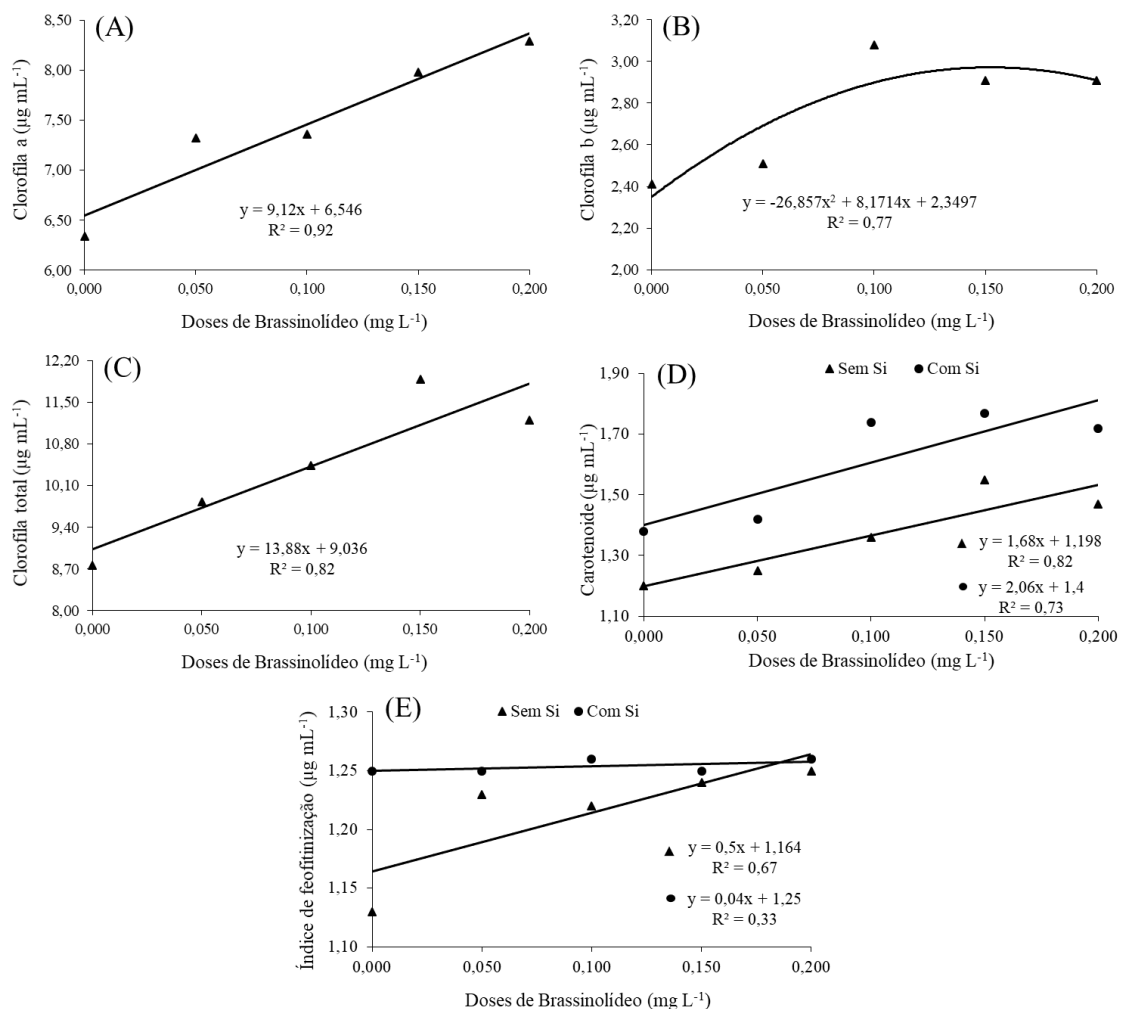 (A)
Clorofila a (µg mL⁻¹)
8,50
8,00
7,50
7,00
6,50
6,00
y = 9,12x + 6,546
R² = 0,92
0,000 0,050 0,100 0,150 0,200
Doses de Brassinolídeo (mg L⁻¹)
(B)
Clorofila b (µg mL⁻¹)
3,20
3,00
2,80
2,60
2,40
2,20
2,00
y = -26,857x² + 8,1714x + 2,3497
R² = 0,77
0,000 0,050 0,100 0,150 0,200
Doses de Brassinolídeo (mg L⁻¹)
(C)
Clorofila total (µg mL⁻¹)
12,20
11,50
10,80
10,10
9,40
8,70
8,00
y = 13,88x + 9,036
R² = 0,82
0,000 0,050 0,100 0,150 0,200
Doses de Brassinolídeo (mg L⁻¹)
(D)
Sem Si Com Si
Carotenoide (µg mL⁻¹)
1,90
1,70
1,50
1,30
1,10
y = 1,68x + 1,198
R² = 0,82
y = 2,06x + 1,4
R² = 0,73
0,000 0,050 0,100 0,150 0,200
Doses de Brassinolídeo (mg L⁻¹)
(E)
Sem Si Com Si
Índice de feofitinização (µg mL⁻¹)
1,30
1,25
1,20
1,15
1,10
y = 0,5x + 1,164
R² = 0,67
y = 0,04x + 1,25
R² = 0,33
0,000 0,050 0,100 0,150 0,200
Doses de Brassinolídeo (mg L⁻¹)